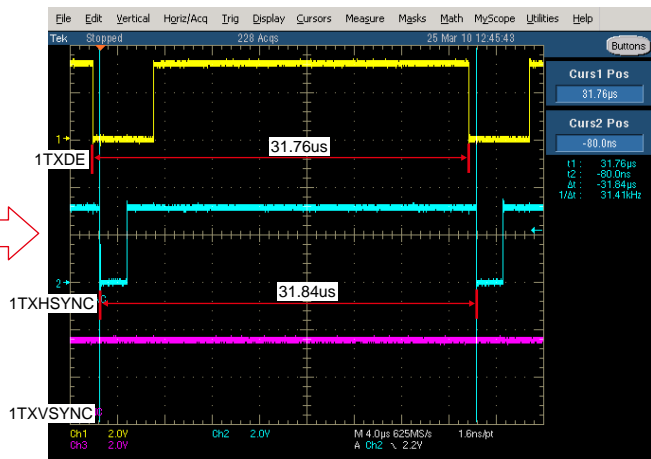 File Edit Vertical Horiz/Acq Trig Display Cursors Measure Masks Math MyScope Utilities Help
Tek Stopped 228 Acqs 25 Mar 10 12:45:43
Buttons
Curs1 Pos
31.76µs
Curs2 Pos
-80.0ns
t1: 31.76µs
t2: -80.0ns
Δt: -31.84µs
1/Δt: 31.41kHz
1
31.76us
1TXDE
2
31.84us
1TXHSYNC
1TXVSYNC
Ch1 2.0V Ch2 2.0V M 4.0µs 625MS/s 1.6ns/pt
Ch3 2.0V A Ch2 ~ 2.2V